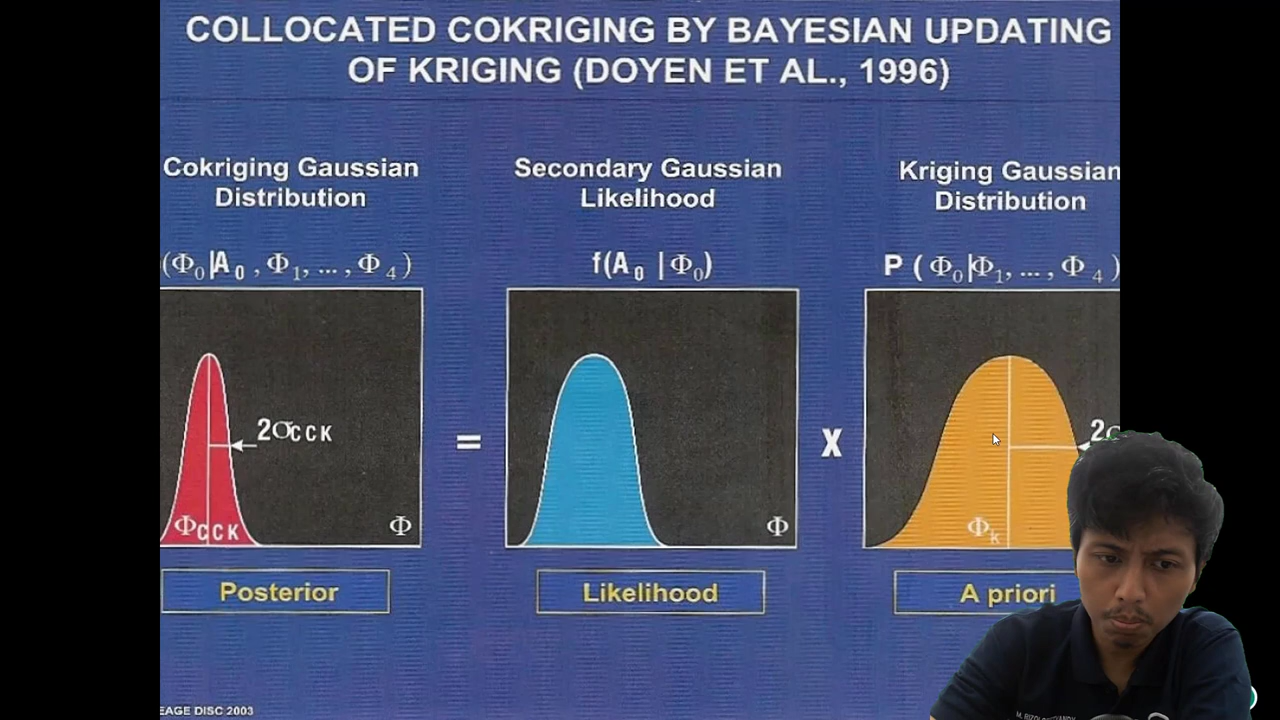 COLLOCATED COKRIGING BY BAYESIAN UPDATING
OF KRIGING (DOYEN ET AL., 1996)
Cokriging Gaussian
Distribution
Secondary Gaussian
Likelihood
Kriging Gaussian
Distribution
(Φ₀|A₀, Φ₁, ..., Φ₄)
f(A₀ |Φ₀)
P (Φ₀|Φ₁, ..., Φ₄)
2σCCK
ΦCCK
Φ
=
Φ
X
2σ
Φk
Posterior
Likelihood
A priori
EAGE DISC 2003